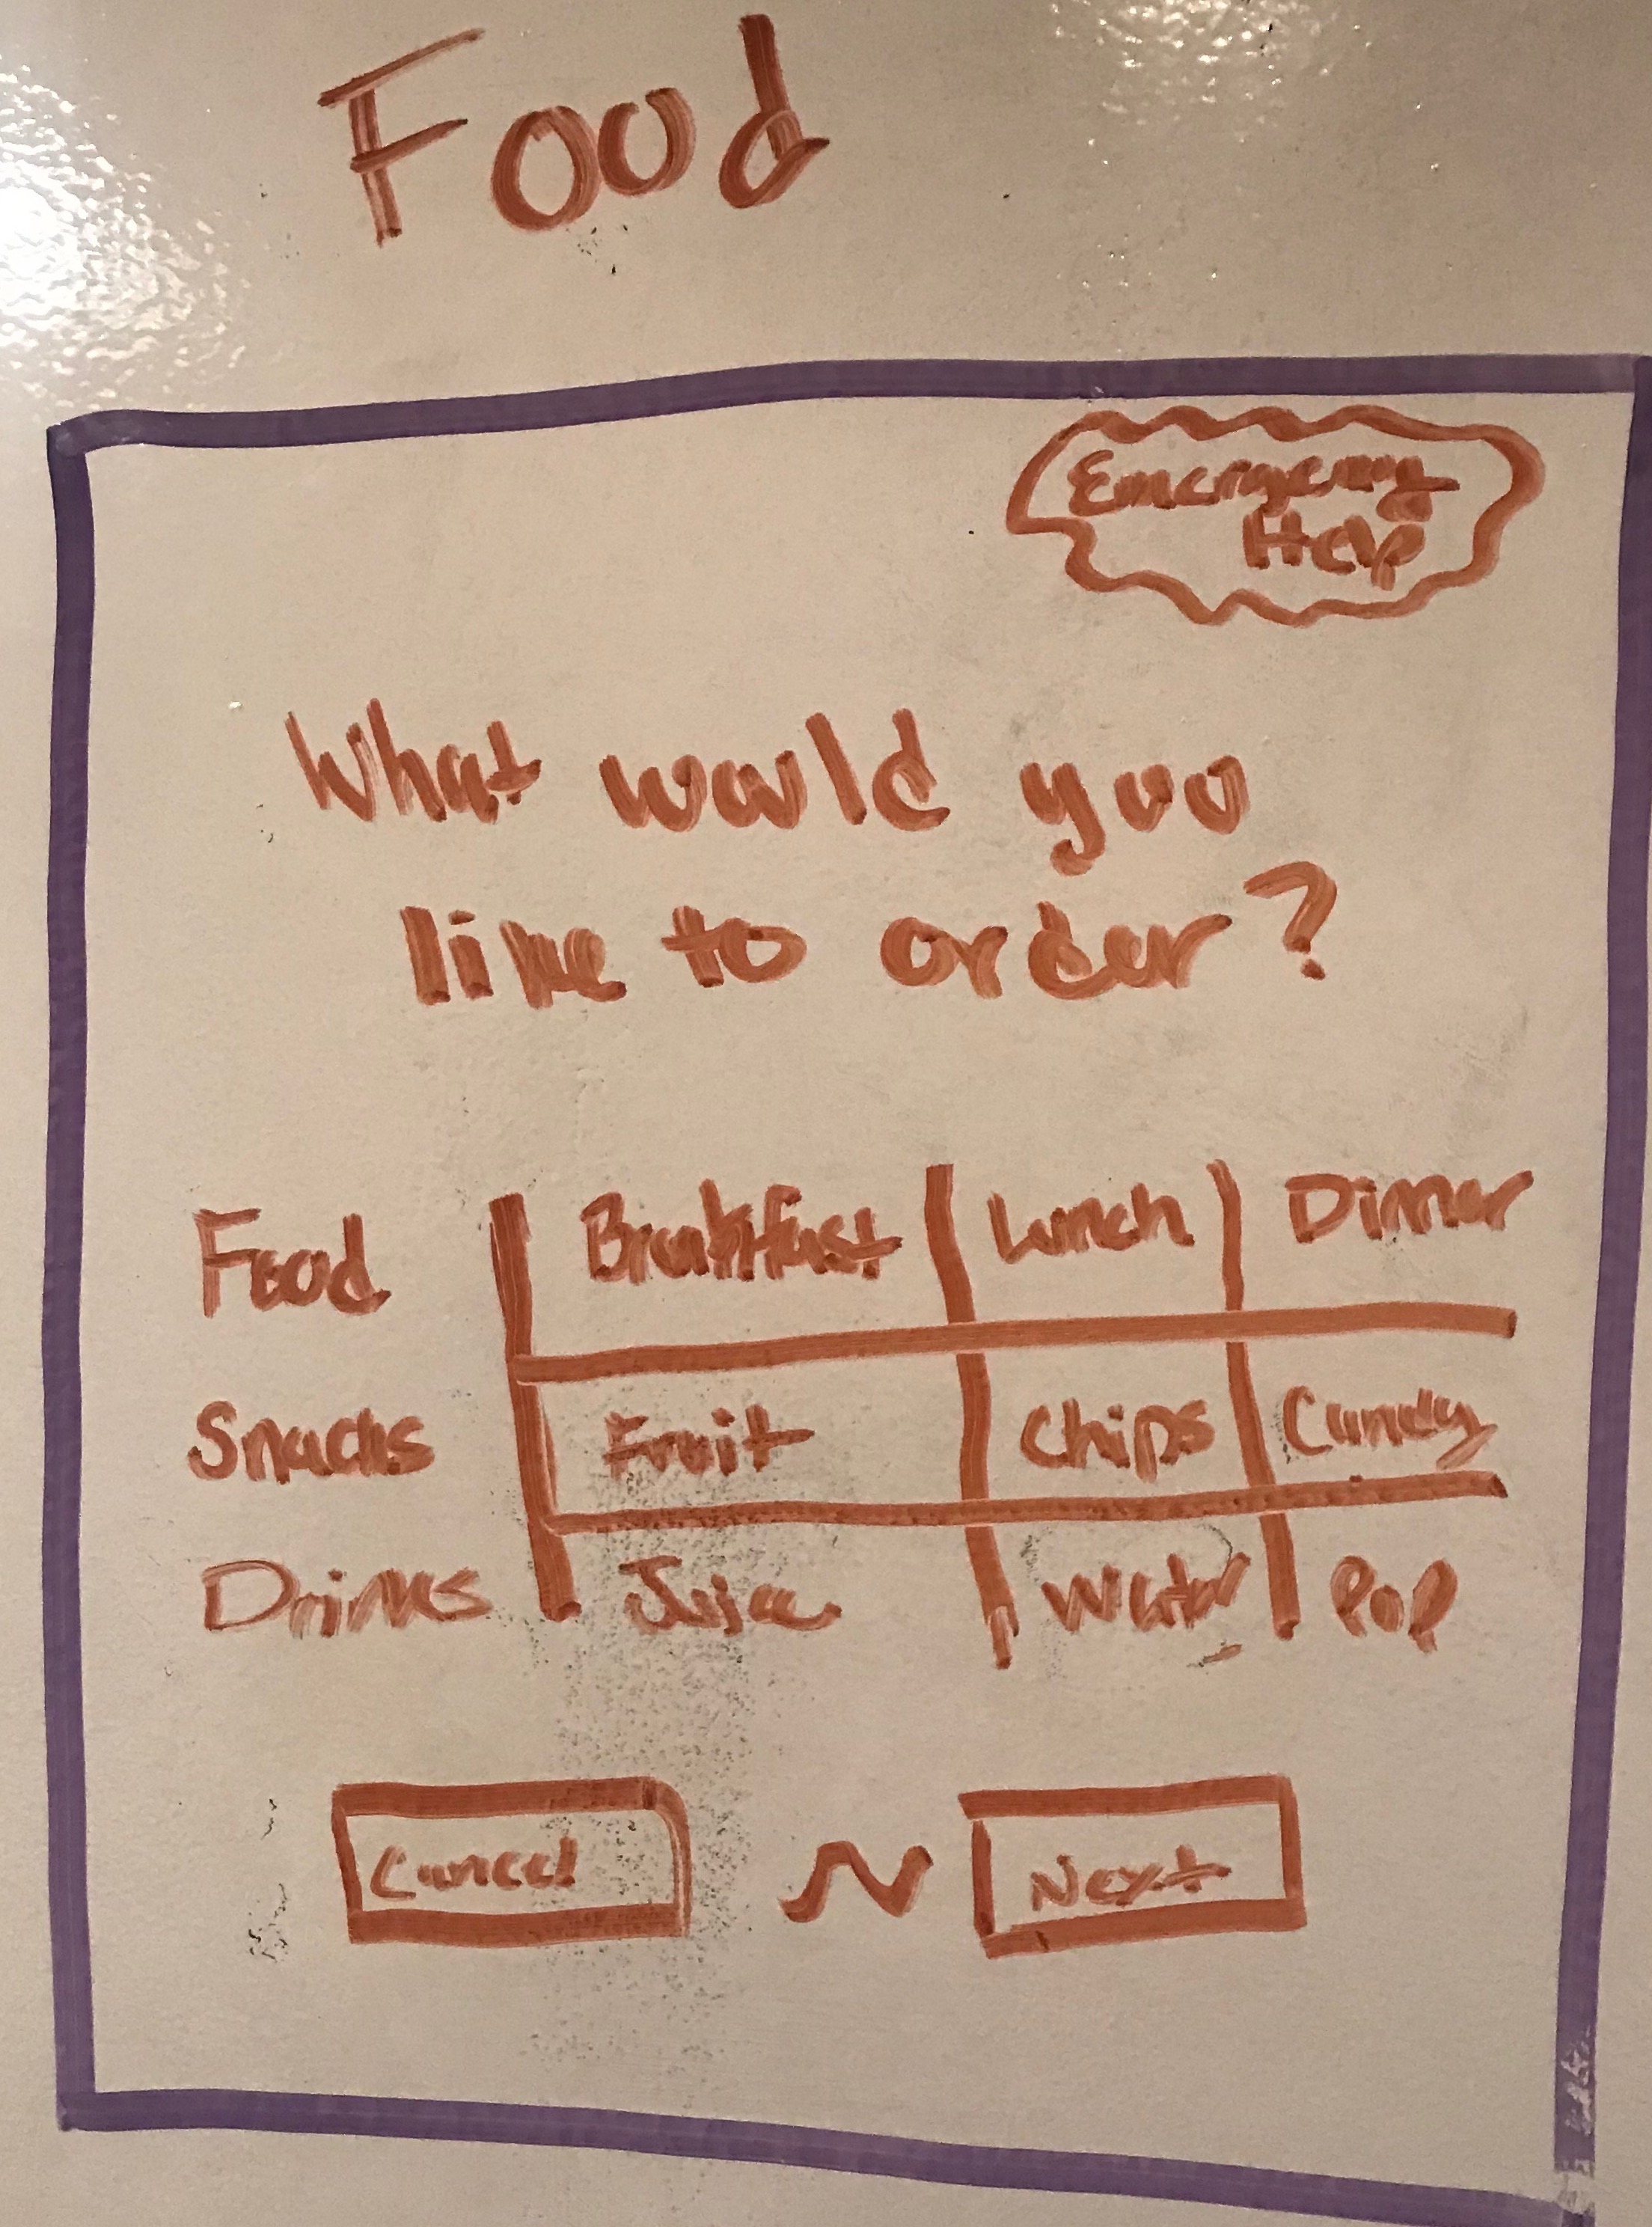 Food
Emergency
Help
What would you
like to order?
Food Breakfast Lunch Dinner
Snacks Fruit Chips Candy
Drinks Juice Water Pop
Cancel ~ Next